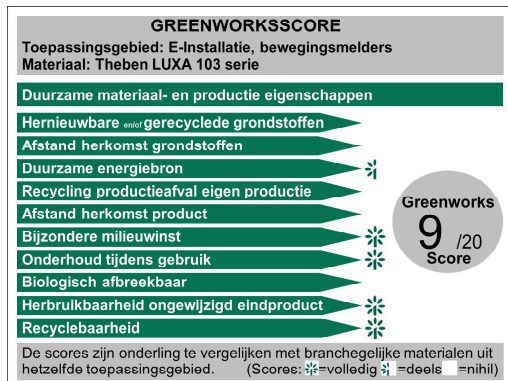 GREENWORKSSCORE
Toepassingsgebied: E-Installatie, bewegingsmelders
Materiaal: Theben LUXA 103 serie
Duurzame materiaal- en productie eigenschappen
Hernieuwbare en/of gerecyclede grondstoffen
Afstand herkomst grondstoffen
Duurzame energiebron
Recycling productieafval eigen productie
Afstand herkomst product
Bijzondere milieuwinst
Onderhoud tijdens gebruik
Biologisch afbreekbaar
Herbruikbaarheid ongewijzigd eindproduct
Recyclebaarheid
Greenworks
9 /20
Score
De scores zijn onderling te vergelijken met branchegelijke materialen uit
hetzelfde toepassingsgebied. (Scores: =volledig =deels =nihil)